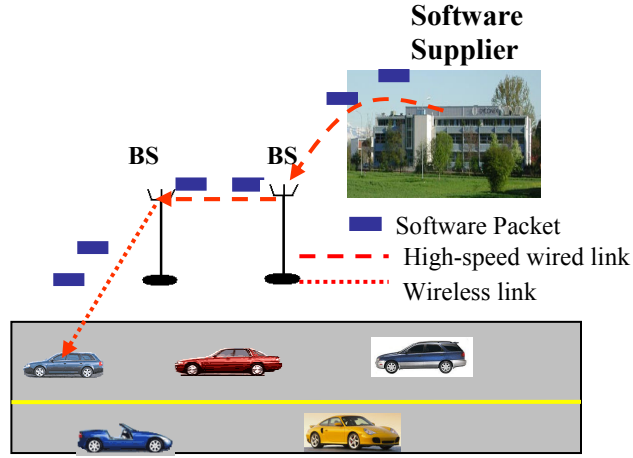 Software
Supplier
BS
BS
Software Packet
High-speed wired link
Wireless link